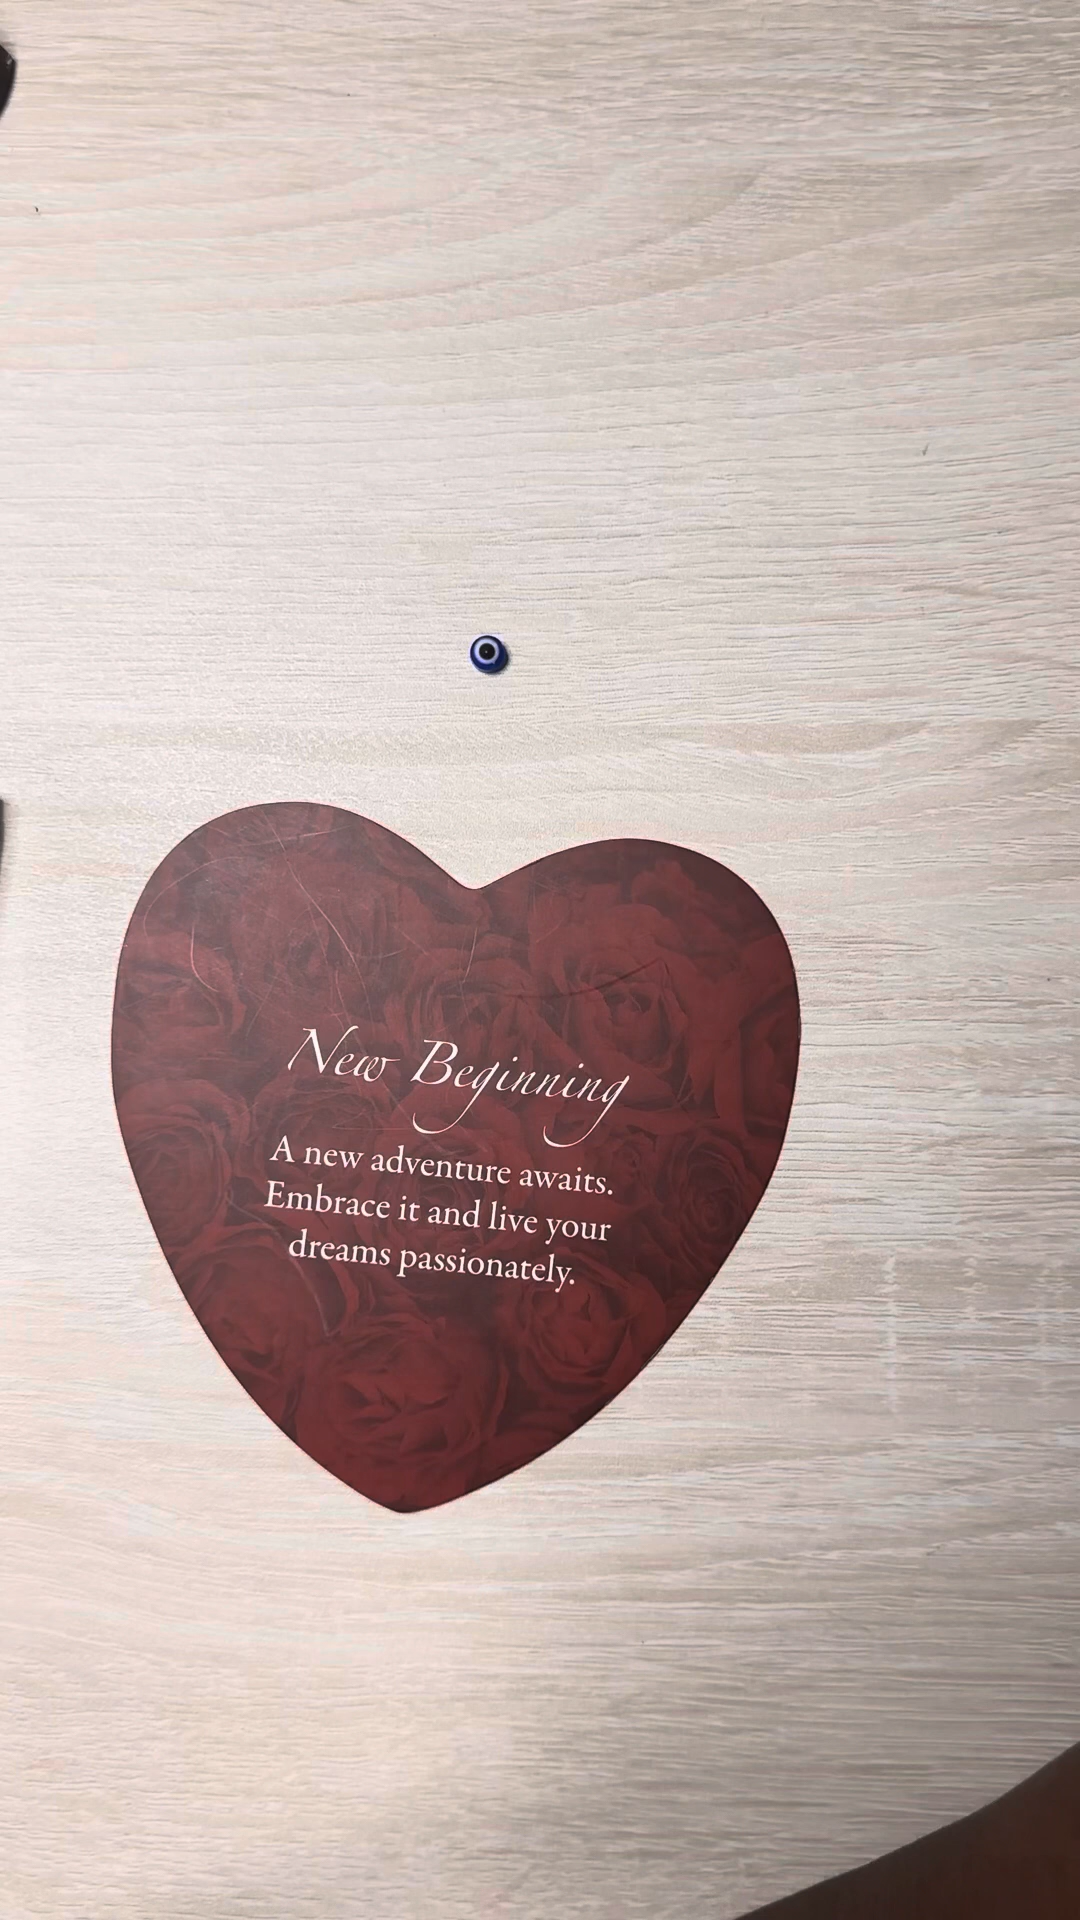 New Beginning
A new adventure awaits.
Embrace it and live your
dreams passionately.